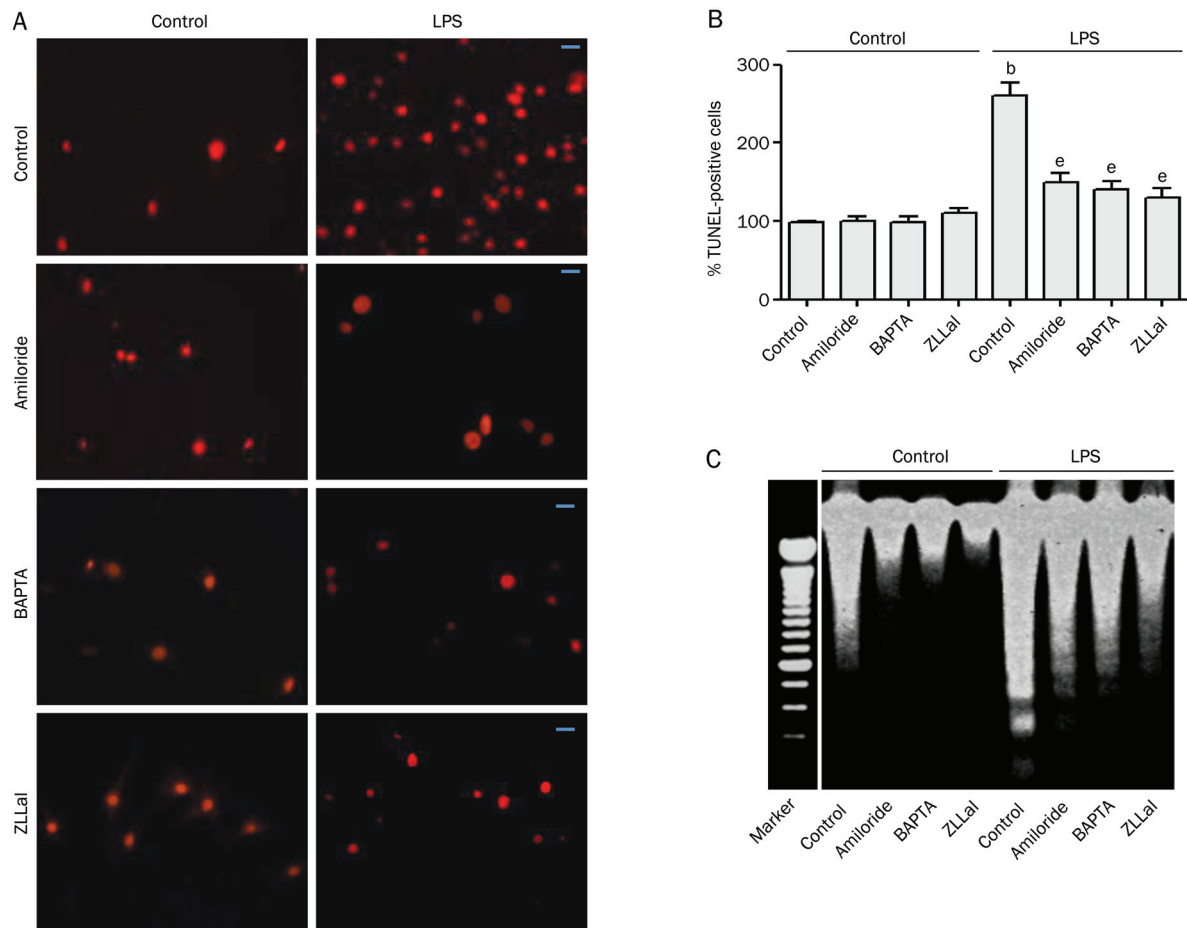 A
Control
LPS
Control
Amiloride
BAPTA
ZLLal
B
Control
LPS
% TUNEL-positive cells
300
200
100
0
b
e
e
e
Control
Amiloride
BAPTA
ZLLal
Control
Amiloride
BAPTA
ZLLal
C
Control
LPS
Marker
Control
Amiloride
BAPTA
ZLLal
Control
Amiloride
BAPTA
ZLLal